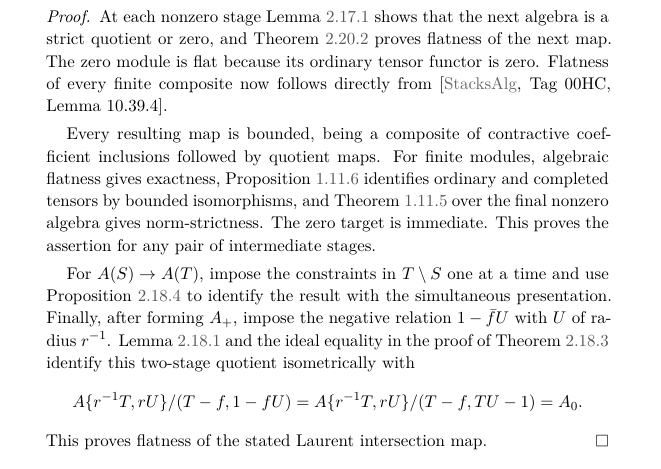 Proof. At each nonzero stage Lemma 2.17.1 shows that the next algebra is a
strict quotient or zero, and Theorem 2.20.2 proves flatness of the next map.
The zero module is flat because its ordinary tensor functor is zero. Flatness
of every finite composite now follows directly from [StacksAlg, Tag 00HC,
Lemma 10.39.4].
Every resulting map is bounded, being a composite of contractive coef-
ficient inclusions followed by quotient maps. For finite modules, algebraic
flatness gives exactness, Proposition 1.11.6 identifies ordinary and completed
tensors by bounded isomorphisms, and Theorem 1.11.5 over the final nonzero
algebra gives norm-strictness. The zero target is immediate. This proves the
assertion for any pair of intermediate stages.
For A(S) → A(T), impose the constraints in T \ S one at a time and use
Proposition 2.18.4 to identify the result with the simultaneous presentation.
Finally, after forming A₊, impose the negative relation 1 − f̄U with U of ra-
dius r⁻¹. Lemma 2.18.1 and the ideal equality in the proof of Theorem 2.18.3
identify this two-stage quotient isometrically with
A{r⁻¹T, rU}/(T − f, 1 − fU) = A{r⁻¹T, rU}/(T − f, TU − 1) = A₀.
This proves flatness of the stated Laurent intersection map. □